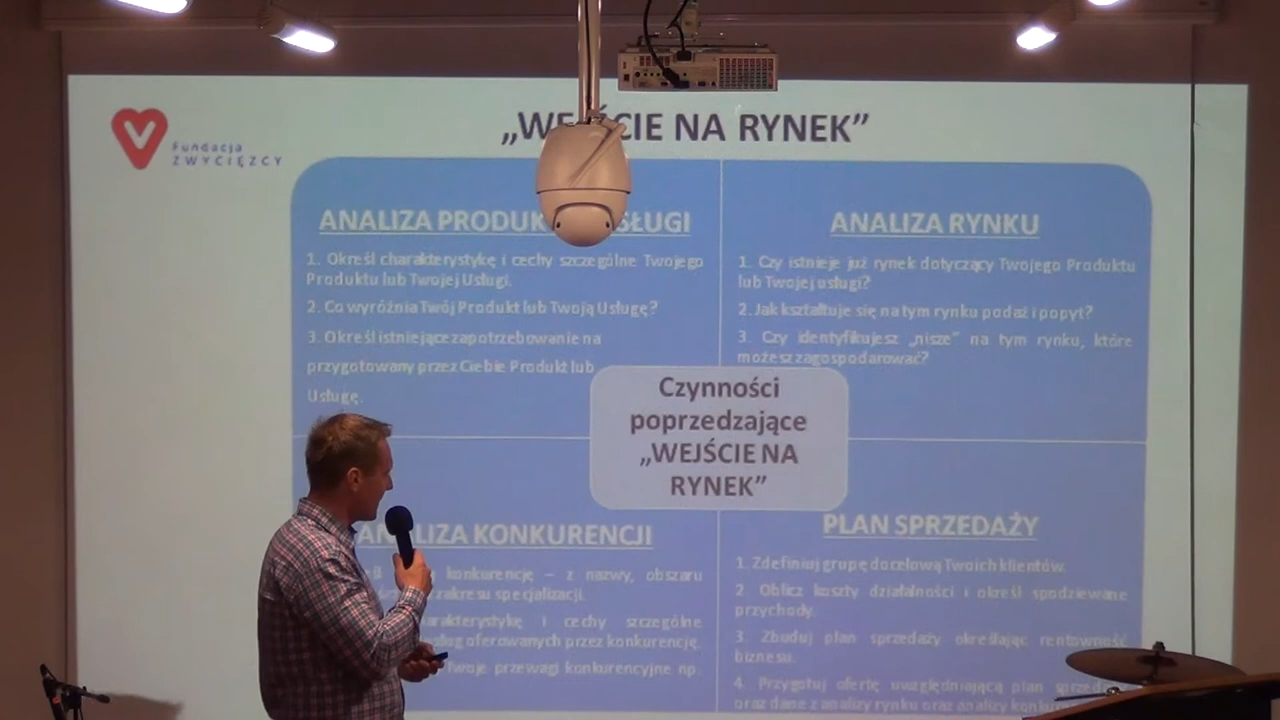 Fundacja
ZWYCIĘZCY
„WEJŚCIE NA RYNEK”
ANALIZA PRODUK USŁUGI
1. Określ charakterystykę i cechy szczególne Twojego
Produktu lub Twojej Usługi.
2. Co wyróżnia Twój Produkt lub Twoją Usługę?
3. Określ istniejące zapotrzebowanie na
przygotowany przez Ciebie Produkt lub
Usługę.
ANALIZA RYNKU
1. Czy istnieje już rynek dotyczący Twojego Produktu
lub Twojej usługi?
2. Jak kształtuje się na tym rynku podaż i popyt?
3. Czy identyfikujesz „nisze” na tym rynku, które
możesz zagospodarować?
Czynności
poprzedzające
„WEJŚCIE NA
RYNEK”
ANALIZA KONKURENCJI
konkurencję – z nazwy, obszaru
zakresu specjalizacji.
charakterystykę i cechy szczególne
usług oferowanych przez konkurencję.
Twoje przewagi konkurencyjne np.
PLAN SPRZEDAŻY
1. Zdefiniuj grupę docelową Twoich klientów.
2. Oblicz koszty działalności i określ spodziewane
przychody.
3. Zbuduj plan sprzedaży określając rentowność
biznesu.
4. Przygotuj ofertę uwzględniającą plan sprzedaży
oraz dane z analizy rynku oraz analizy